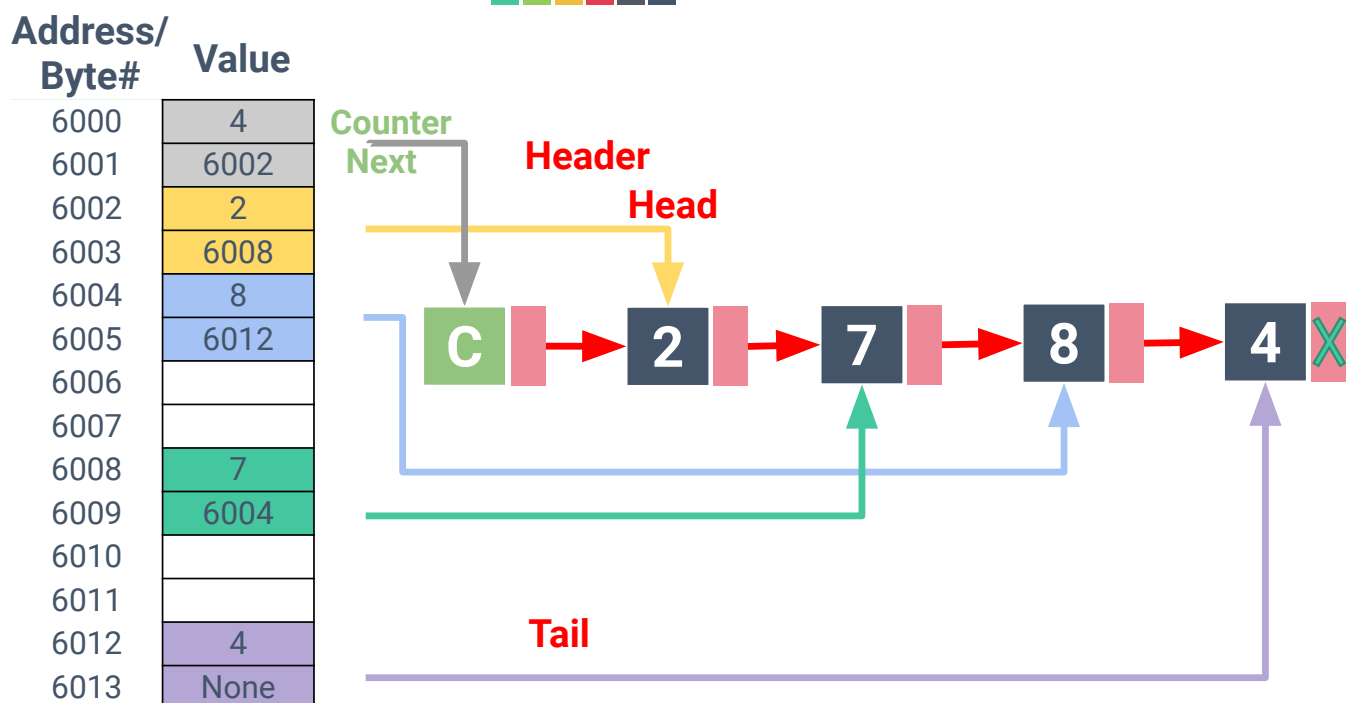 Address/
Byte#
Value
6000 4
6001 6002
6002 2
6003 6008
6004 8
6005 6012
6006
6007
6008 7
6009 6004
6010
6011
6012 4
6013 None
Counter
Next
Header
Head
C 2 7 8 4 X
Tail